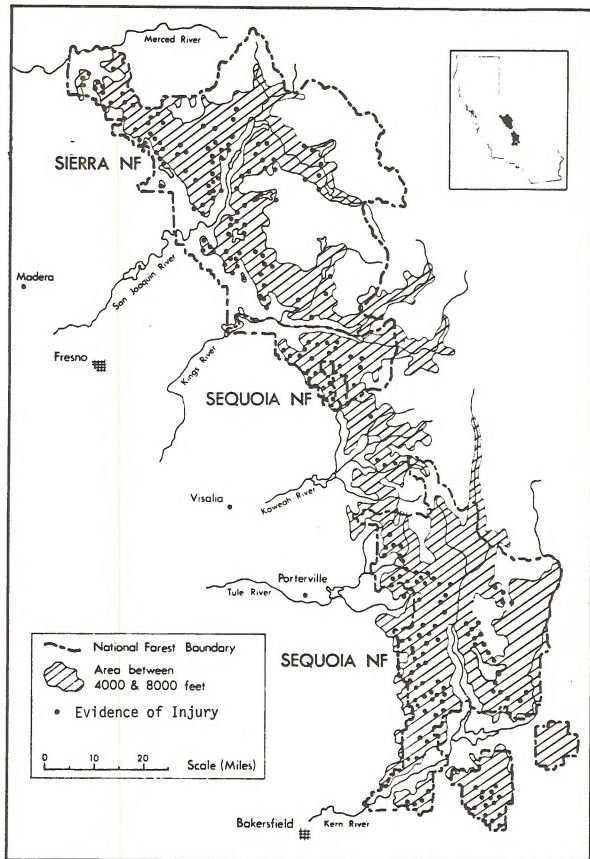 Merced River
SIERRA NF
Madera
San Joaquin River
Fresno
Kings River
SEQUOIA NF
Visalia
Kaweah River
Porterville
Tule River
SEQUOIA NF
National Forest Boundary
Area between
4000 & 8000 feet
Evidence of Injury
0 10 20
Scale (Miles)
Bakersfield
Kern River